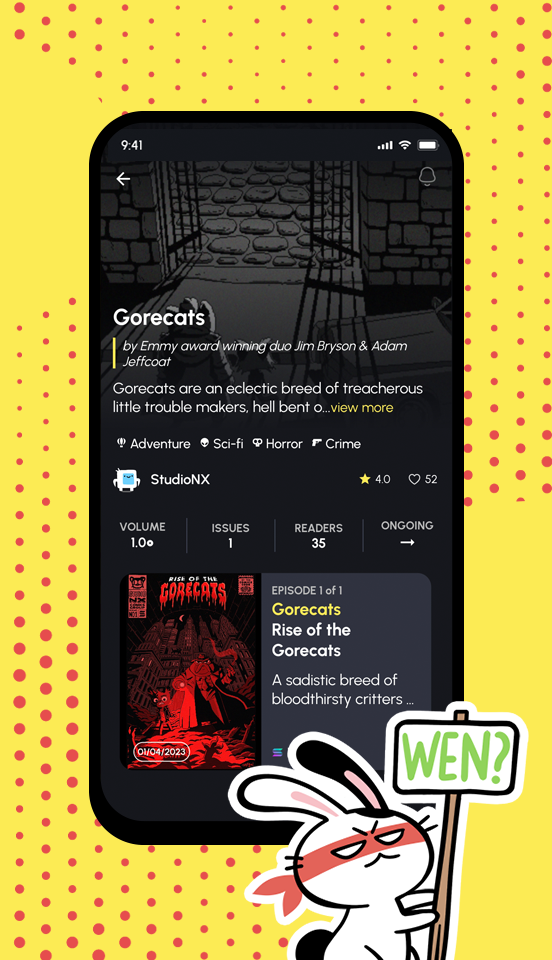 9:41
Gorecats
by Emmy award winning duo Jim Bryson & Adam
Jeffcoat
Gorecats are an eclectic breed of treacherous
little trouble makers, hell bent o...view more
Adventure Sci-fi Horror Crime
StudioNX 4.0 52
VOLUME ISSUES READERS ONGOING
1.0 1 35
RISE OF THE
GORECATS
NX
01/04/2023
EPISODE 1 of 1
Gorecats
Rise of the
Gorecats
A sadistic breed of
bloodthirsty critters ...
WEN?